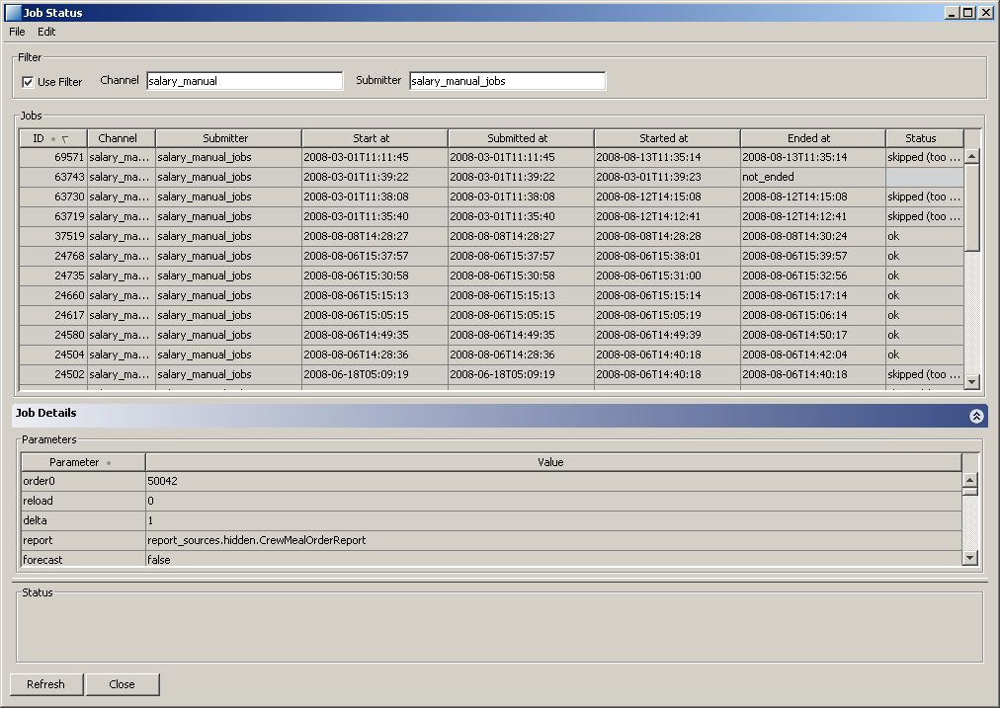 Job Status
File Edit
Filter
Use Filter Channel salary_manual Submitter salary_manual_jobs
Jobs
ID Channel Submitter Start at Submitted at Started at Ended at Status
69571 salary_ma... salary_manual_jobs 2008-03-01T11:11:45 2008-03-01T11:11:45 2008-08-13T11:35:14 2008-08-13T11:35:14 skipped (too ...
63743 salary_ma... salary_manual_jobs 2008-03-01T11:39:22 2008-03-01T11:39:22 2008-03-01T11:39:23 not_ended
63730 salary_ma... salary_manual_jobs 2008-03-01T11:38:08 2008-03-01T11:38:08 2008-08-12T14:15:08 2008-08-12T14:15:08 skipped (too ...
63719 salary_ma... salary_manual_jobs 2008-03-01T11:35:40 2008-03-01T11:35:40 2008-08-12T14:12:41 2008-08-12T14:12:41 skipped (too ...
37519 salary_ma... salary_manual_jobs 2008-08-08T14:28:27 2008-08-08T14:28:27 2008-08-08T14:28:28 2008-08-08T14:30:24 ok
24768 salary_ma... salary_manual_jobs 2008-08-06T15:37:57 2008-08-06T15:37:57 2008-08-06T15:38:01 2008-08-06T15:39:57 ok
24735 salary_ma... salary_manual_jobs 2008-08-06T15:30:58 2008-08-06T15:30:58 2008-08-06T15:31:00 2008-08-06T15:32:56 ok
24660 salary_ma... salary_manual_jobs 2008-08-06T15:15:13 2008-08-06T15:15:13 2008-08-06T15:15:14 2008-08-06T15:17:14 ok
24617 salary_ma... salary_manual_jobs 2008-08-06T15:05:15 2008-08-06T15:05:15 2008-08-06T15:05:19 2008-08-06T15:06:14 ok
24580 salary_ma... salary_manual_jobs 2008-08-06T14:49:35 2008-08-06T14:49:35 2008-08-06T14:49:39 2008-08-06T14:50:17 ok
24504 salary_ma... salary_manual_jobs 2008-08-06T14:28:36 2008-08-06T14:28:36 2008-08-06T14:40:18 2008-08-06T14:42:04 ok
24502 salary_ma... salary_manual_jobs 2008-06-18T05:09:19 2008-06-18T05:09:19 2008-08-06T14:40:18 2008-08-06T14:40:18 skipped (too ...
Job Details
Parameters
Parameter Value
order0 50042
reload 0
delta 1
report report_sources.hidden.CrewMealOrderReport
forecast false
Status
Refresh Close